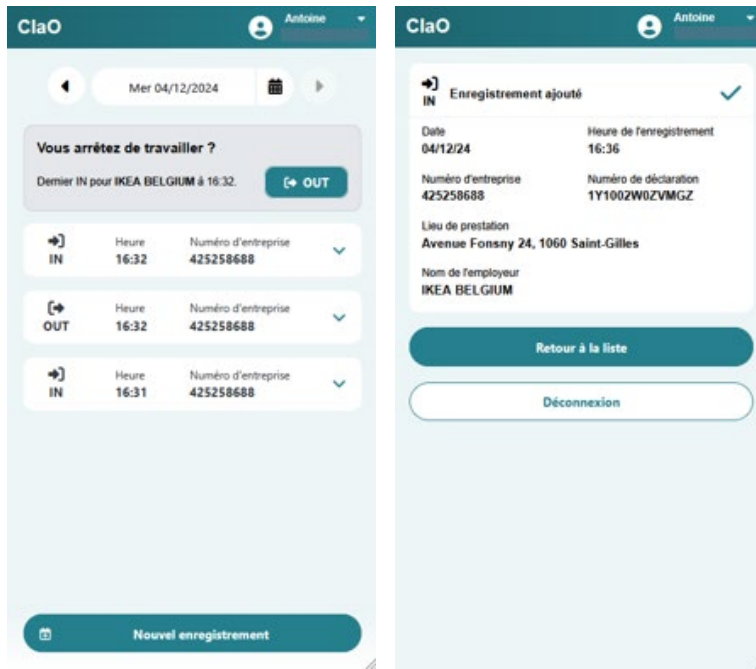 ClaO
Antoine
Mer 04/12/2024
Vous arrêtez de travailler ?
Dernier IN pour IKEA BELGIUM à 16:32.
OUT
IN
Heure
16:32
Numéro d'entreprise
425258688
OUT
Heure
16:32
Numéro d'entreprise
425258688
IN
Heure
16:31
Numéro d'entreprise
425258688
Nouvel enregistrement
ClaO
Antoine
IN
Enregistrement ajouté
Date
04/12/24
Heure de l'enregistrement
16:36
Numéro d'entreprise
425258688
Numéro de déclaration
1Y1002W0ZVMGZ
Lieu de prestation
Avenue Fonsny 24, 1060 Saint-Gilles
Nom de l'employeur
IKEA BELGIUM
Retour à la liste
Déconnexion